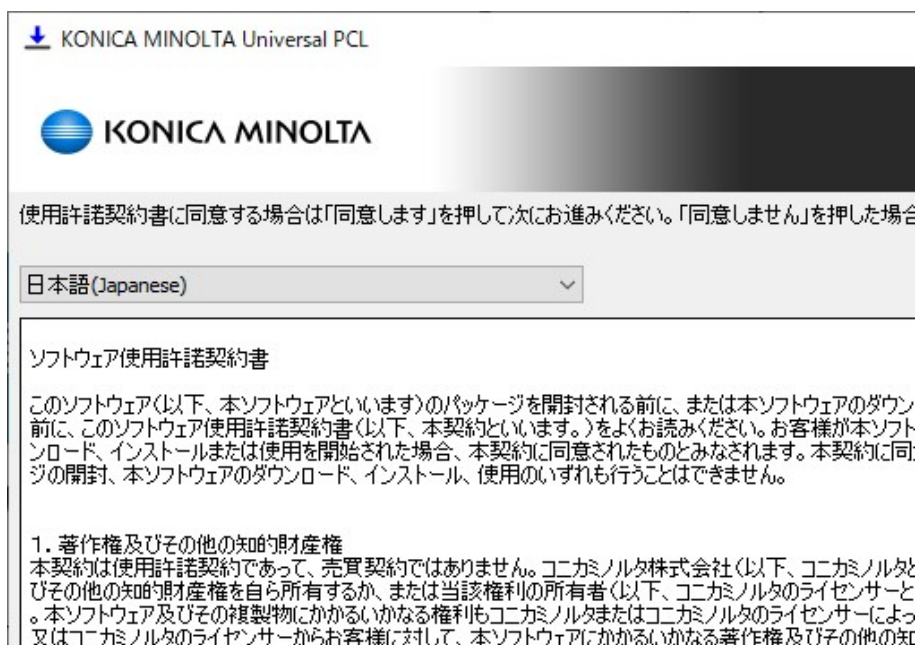 KONICA MINOLTA Universal PCL
KONICA MINOLTA
使用許諾契約書に同意する場合は「同意します」を押して次にお進みください。「同意しません」を押した場合
日本語(Japanese)
ソフトウェア使用許諾契約書
このソフトウェア(以下、本ソフトウェアといいます)のパッケージを開封される前に、または本ソフトウェアのダウン
前に、このソフトウェア使用許諾契約書(以下、本契約といいます。)をよくお読みください。お客様が本ソフト
ンロード、インストールまたは使用を開始された場合、本契約に同意されたものとみなされます。本契約に同
ジの開封、本ソフトウェアのダウンロード、インストール、使用のいずれも行うことはできません。
1. 著作権及びその他の知的財産権
本契約は使用許諾契約であって、売買契約ではありません。コニカミノルタ株式会社(以下、コニカミノルタと
びその他の知的財産権を自ら所有するか、または当該権利の所有者(以下、コニカミノルタのライセンサーと
。本ソフトウェア及びその複製物にかかるいかなる権利もコニカミノルタまたはコニカミノルタのライセンサーによっ
又はコニカミノルタのライセンサーからお客様に対して、本ソフトウェアにかかるいかなる著作権及びその他の知